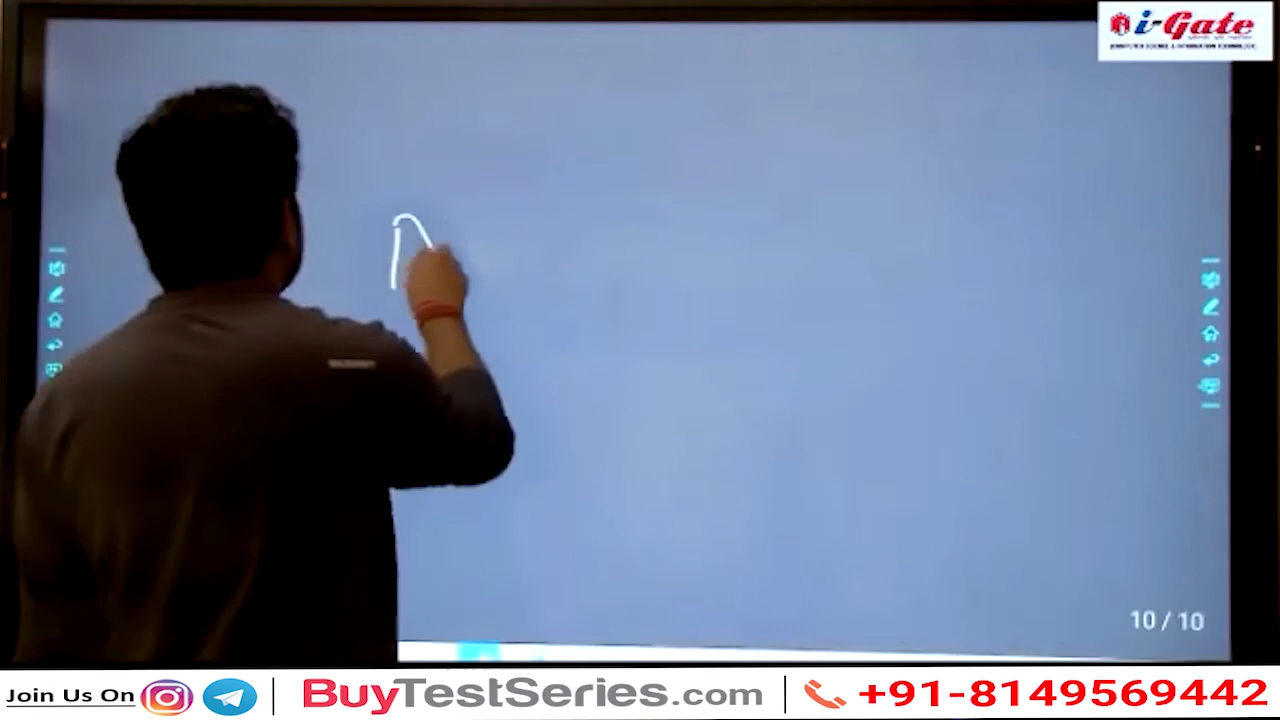 i-Gate
10 / 10
Join Us On
BuyTestSeries.com
+91-8149569442